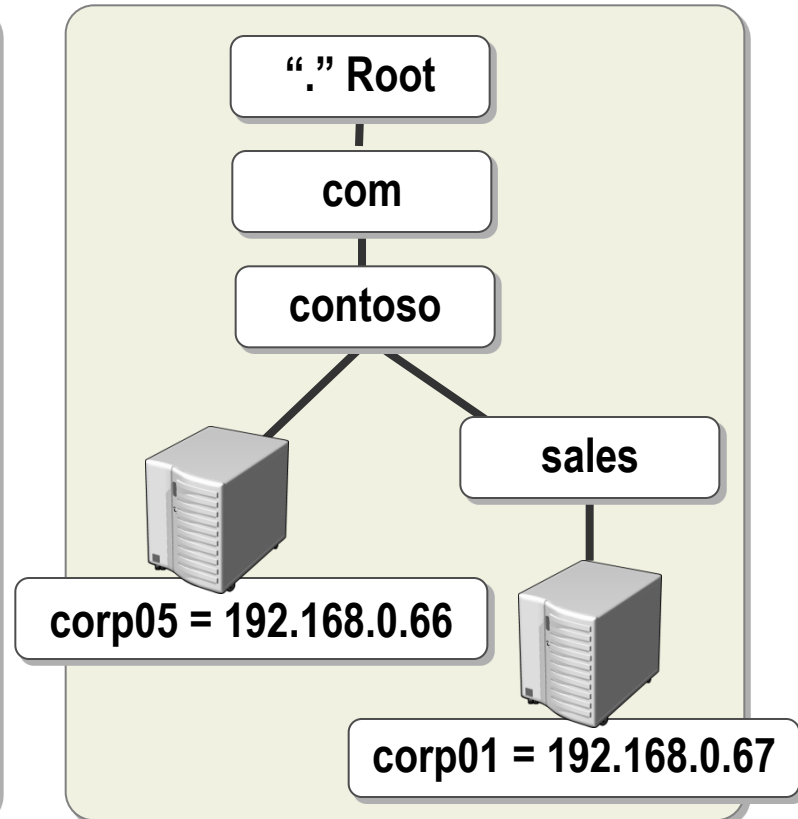 “.” Root
com
contoso
sales
corp05 = 192.168.0.66
corp01 = 192.168.0.67